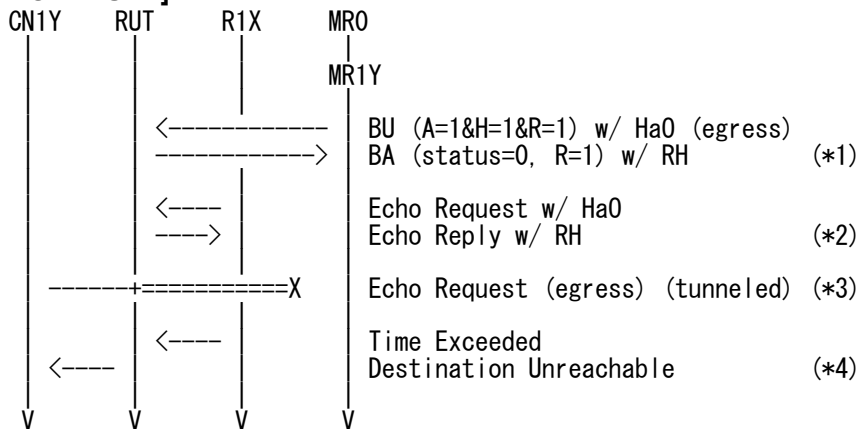 CN1Y RUT R1X MR0
MR1Y
<------------ BU (A=1&H=1&R=1) w/ HaO (egress)
------------> BA (status=0, R=1) w/ RH (*1)
<---- Echo Request w/ HaO
----> Echo Reply w/ RH (*2)
------+===========X Echo Request (egress) (tunneled) (*3)
<---- Time Exceeded
<---- Destination Unreachable (*4)
V V V V